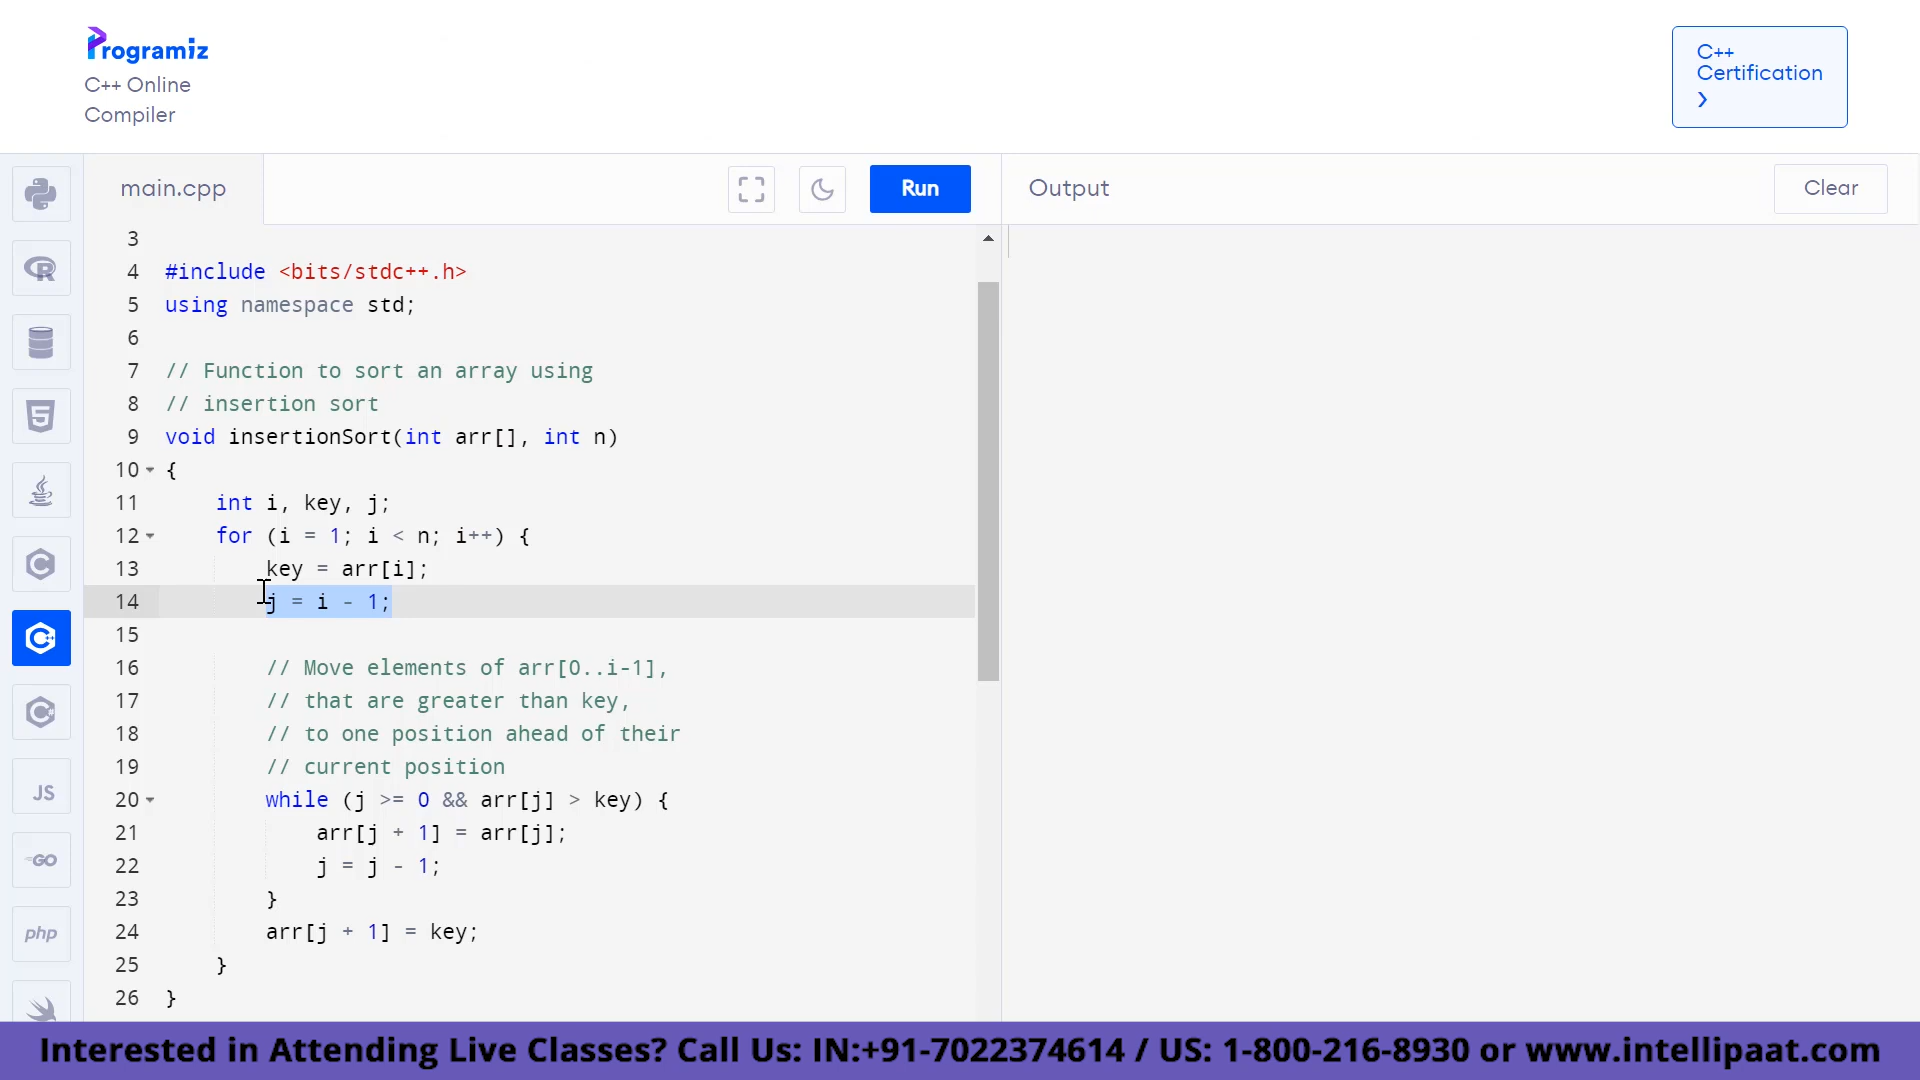 Programiz
C++ Online
Compiler
C++
Certification
main.cpp
Run
Output
Clear
3
4 #include <bits/stdc++.h>
5 using namespace std;
6
7 // Function to sort an array using
8 // insertion sort
9 void insertionSort(int arr[], int n)
10 {
11 int i, key, j;
12 for (i = 1; i < n; i++) {
13 key = arr[i];
14 j = i - 1;
15
16 // Move elements of arr[0..i-1],
17 // that are greater than key,
18 // to one position ahead of their
19 // current position
20 while (j >= 0 && arr[j] > key) {
21 arr[j + 1] = arr[j];
22 j = j - 1;
23 }
24 arr[j + 1] = key;
25 }
26 }
R
5
C
C++
C#
JS
GO
php
Interested in Attending Live Classes? Call Us: IN:+91-7022374614 / US: 1-800-216-8930 or www.intellipaat.com